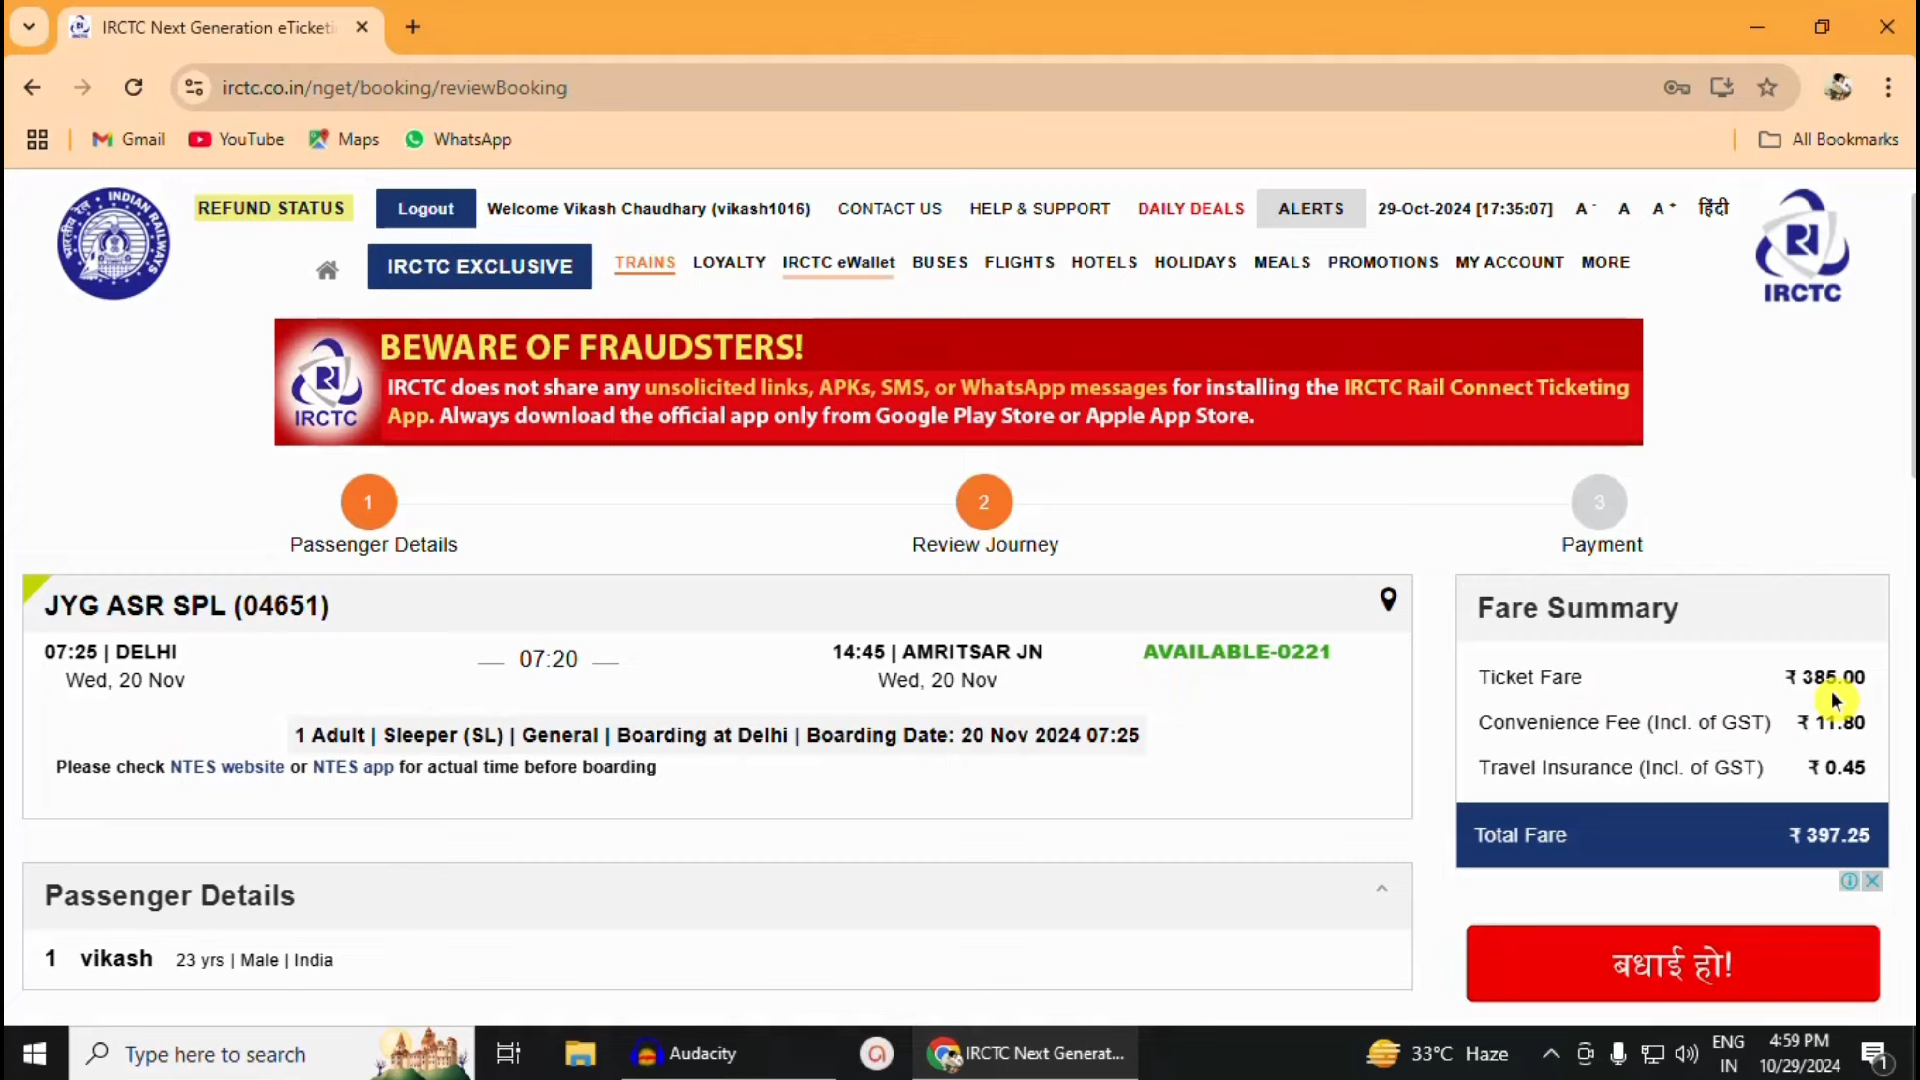 IRCTC Next Generation eTicketi
irctc.co.in/nget/booking/reviewBooking
Gmail YouTube Maps WhatsApp All Bookmarks
REFUND STATUS Logout Welcome Vikash Chaudhary (vikash1016) CONTACT US HELP & SUPPORT DAILY DEALS ALERTS 29-Oct-2024 [17:35:07] A- A A+ हिंदी
IRCTC EXCLUSIVE TRAINS LOYALTY IRCTC eWallet BUSES FLIGHTS HOTELS HOLIDAYS MEALS PROMOTIONS MY ACCOUNT MORE
INDIAN RAILWAYS
भारतीय रेल
IRCTC
BEWARE OF FRAUDSTERS!
IRCTC does not share any unsolicited links, APKs, SMS, or WhatsApp messages for installing the IRCTC Rail Connect Ticketing
App. Always download the official app only from Google Play Store or Apple App Store.
IRCTC
1 2 3
Passenger Details Review Journey Payment
JYG ASR SPL (04651)
07:25 | DELHI — 07:20 — 14:45 | AMRITSAR JN AVAILABLE-0221
Wed, 20 Nov Wed, 20 Nov
1 Adult | Sleeper (SL) | General | Boarding at Delhi | Boarding Date: 20 Nov 2024 07:25
Please check NTES website or NTES app for actual time before boarding
Fare Summary
Ticket Fare ₹ 385.00
Convenience Fee (Incl. of GST) ₹ 11.80
Travel Insurance (Incl. of GST) ₹ 0.45
Total Fare ₹ 397.25
Passenger Details
1 vikash 23 yrs | Male | India
बधाई हो!
Type here to search Audacity IRCTC Next Generat... 33°C Haze ENG 4:59 PM
IN 10/29/2024 1